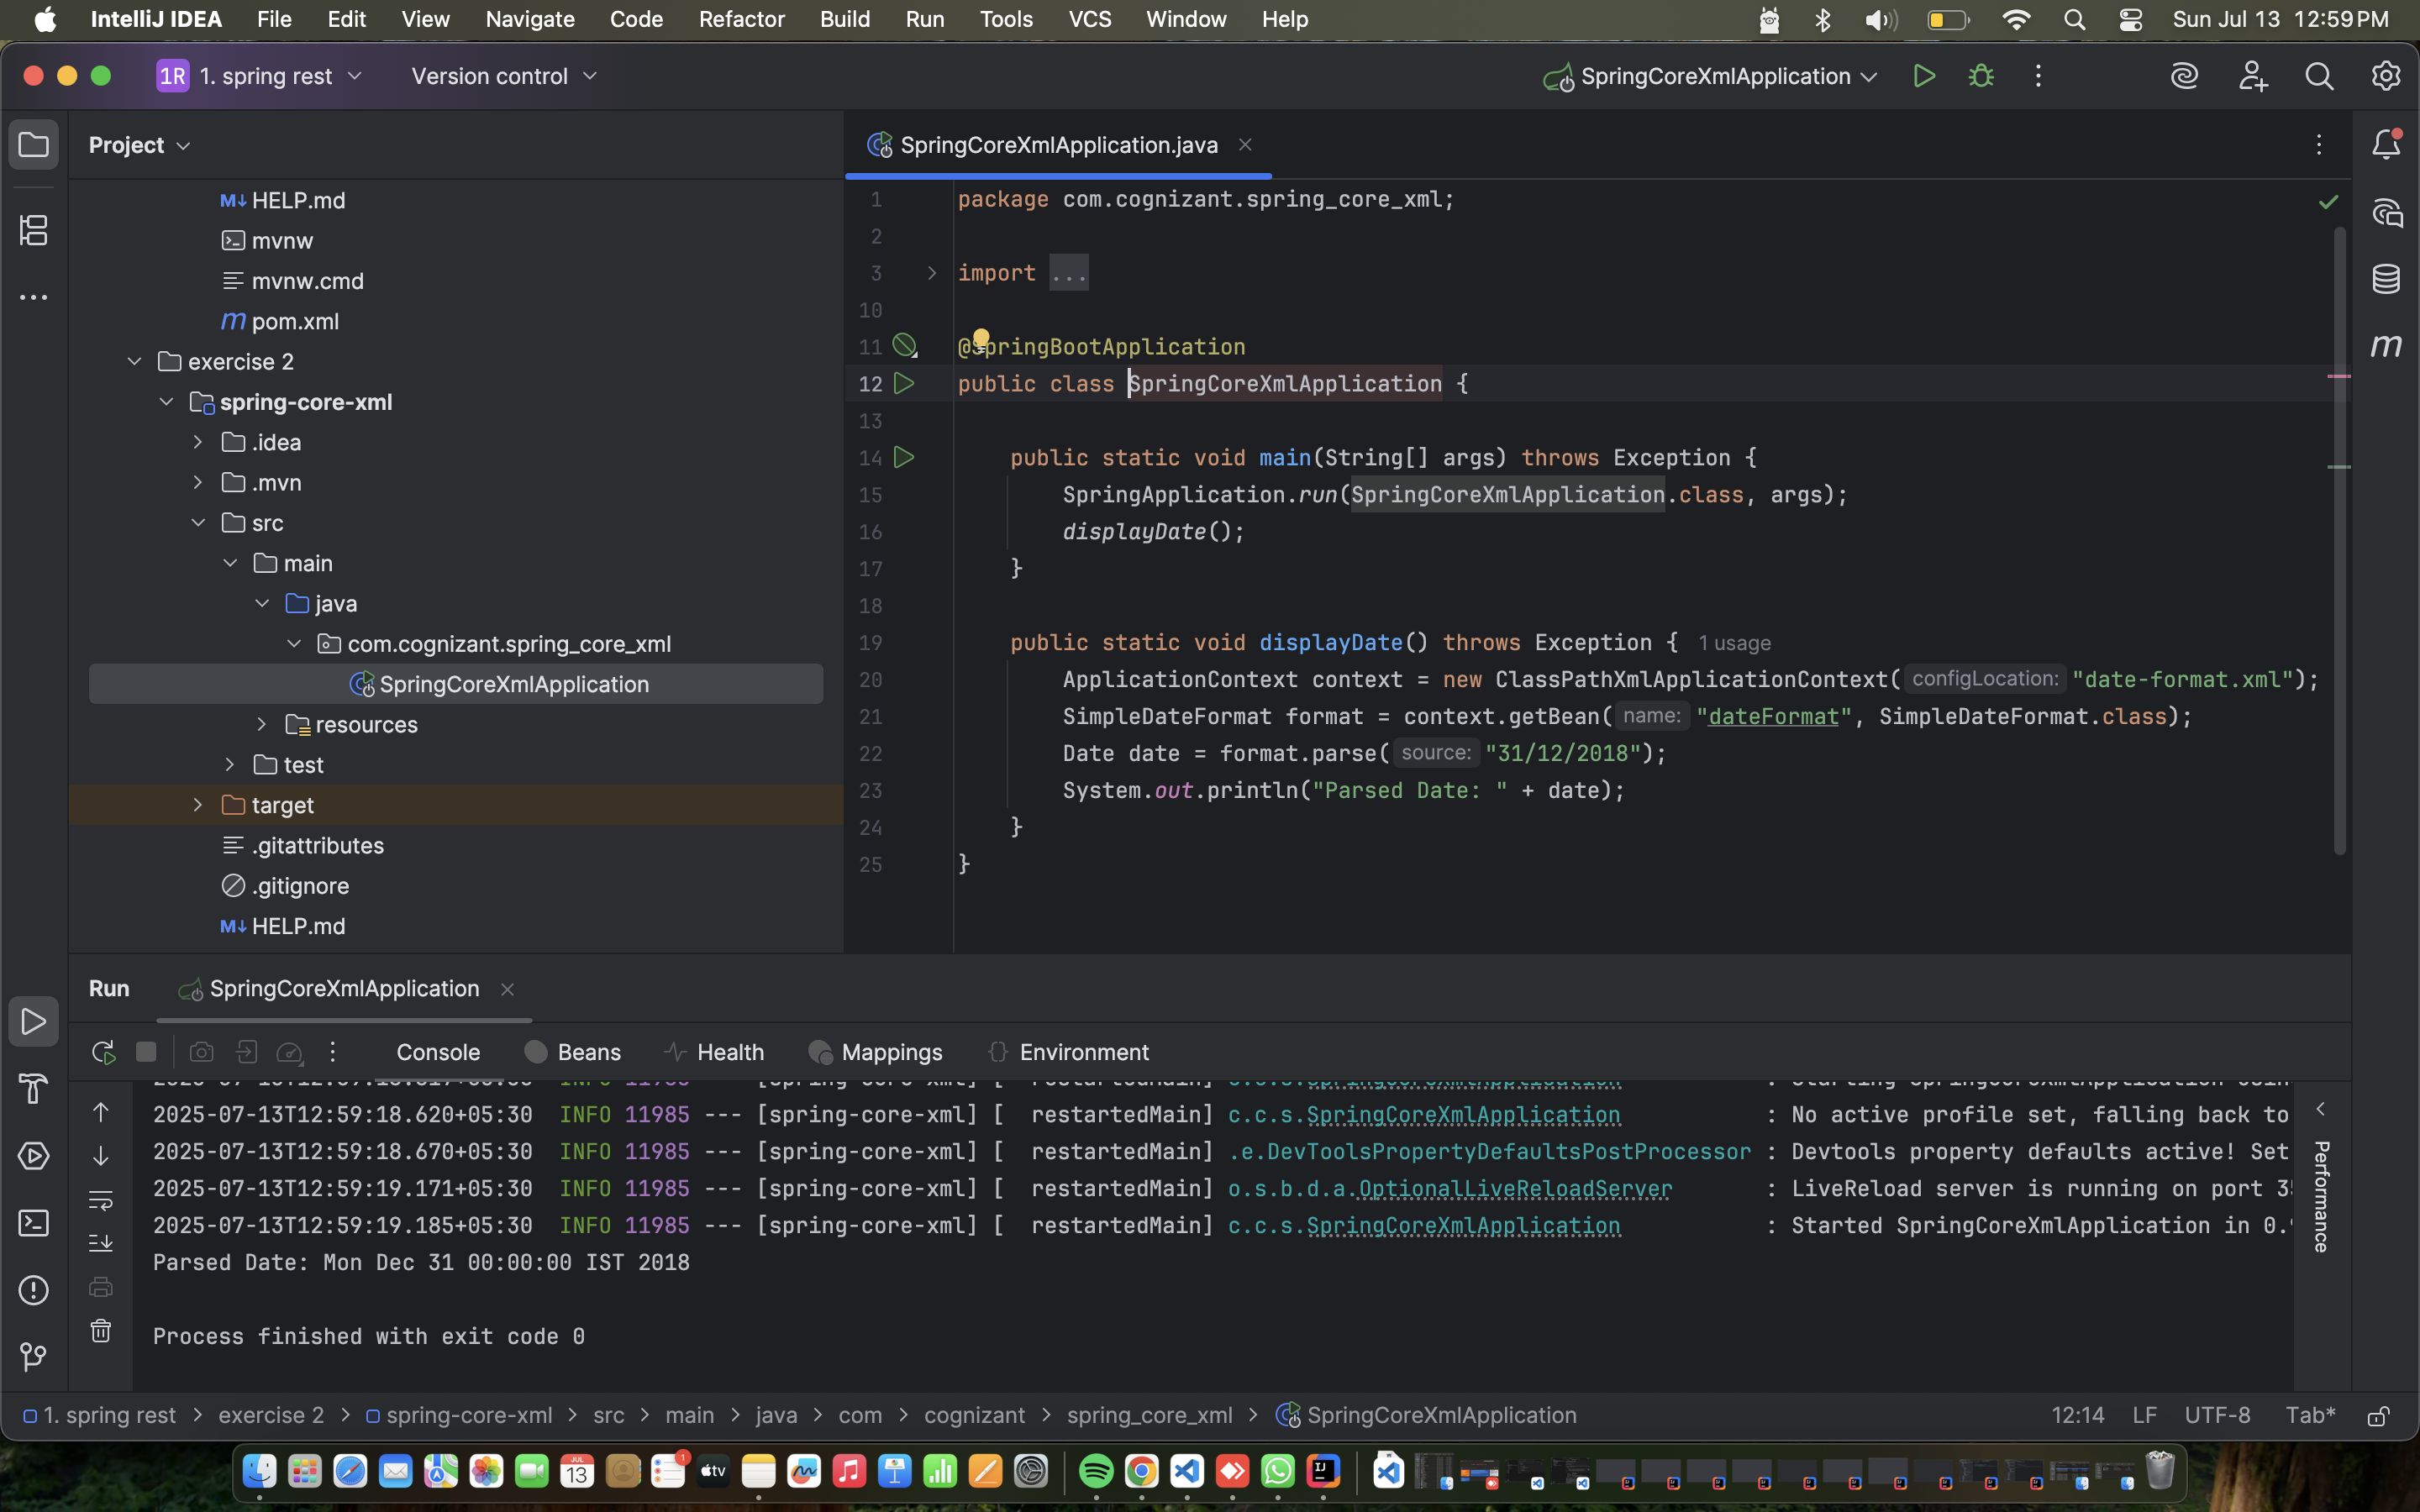 IntelliJ IDEA File Edit View Navigate Code Refactor Build Run Tools VCS Window Help Sun Jul 13 12:59 PM
1R 1. spring rest Version control SpringCoreXmlApplication
Project
HELP.md
mvnw
mvnw.cmd
pom.xml
exercise 2
spring-core-xml
.idea
.mvn
src
main
java
com.cognizant.spring_core_xml
SpringCoreXmlApplication
resources
test
target
.gitattributes
.gitignore
HELP.md
SpringCoreXmlApplication.java
1 package com.cognizant.spring_core_xml;
2
3 import ...
10
11 @SpringBootApplication
12 public class SpringCoreXmlApplication {
13
14 public static void main(String[] args) throws Exception {
15 SpringApplication.run(SpringCoreXmlApplication.class, args);
16 displayDate();
17 }
18
19 public static void displayDate() throws Exception { 1 usage
20 ApplicationContext context = new ClassPathXmlApplicationContext( configLocation: "date-format.xml");
21 SimpleDateFormat format = context.getBean( name: "dateFormat", SimpleDateFormat.class);
22 Date date = format.parse( source: "31/12/2018");
23 System.out.println("Parsed Date: " + date);
24 }
25 }
Run SpringCoreXmlApplication
Console Beans Health Mappings Environment
2025-07-13T12:59:18.620+05:30 INFO 11985 --- [spring-core-xml] [ restartedMain] c.c.s.SpringCoreXmlApplication : No active profile set, falling back to
2025-07-13T12:59:18.670+05:30 INFO 11985 --- [spring-core-xml] [ restartedMain] .e.DevToolsPropertyDefaultsPostProcessor : Devtools property defaults active! Set
2025-07-13T12:59:19.171+05:30 INFO 11985 --- [spring-core-xml] [ restartedMain] o.s.b.d.a.OptionalLiveReloadServer : LiveReload server is running on port
2025-07-13T12:59:19.185+05:30 INFO 11985 --- [spring-core-xml] [ restartedMain] c.c.s.SpringCoreXmlApplication : Started SpringCoreXmlApplication in 0.
Parsed Date: Mon Dec 31 00:00:00 IST 2018
Process finished with exit code 0
Performance
1. spring rest > exercise 2 > spring-core-xml > src > main > java > com > cognizant > spring_core_xml > SpringCoreXmlApplication 12:14 LF UTF-8 Tab*
JUL 13 1 tv IJ